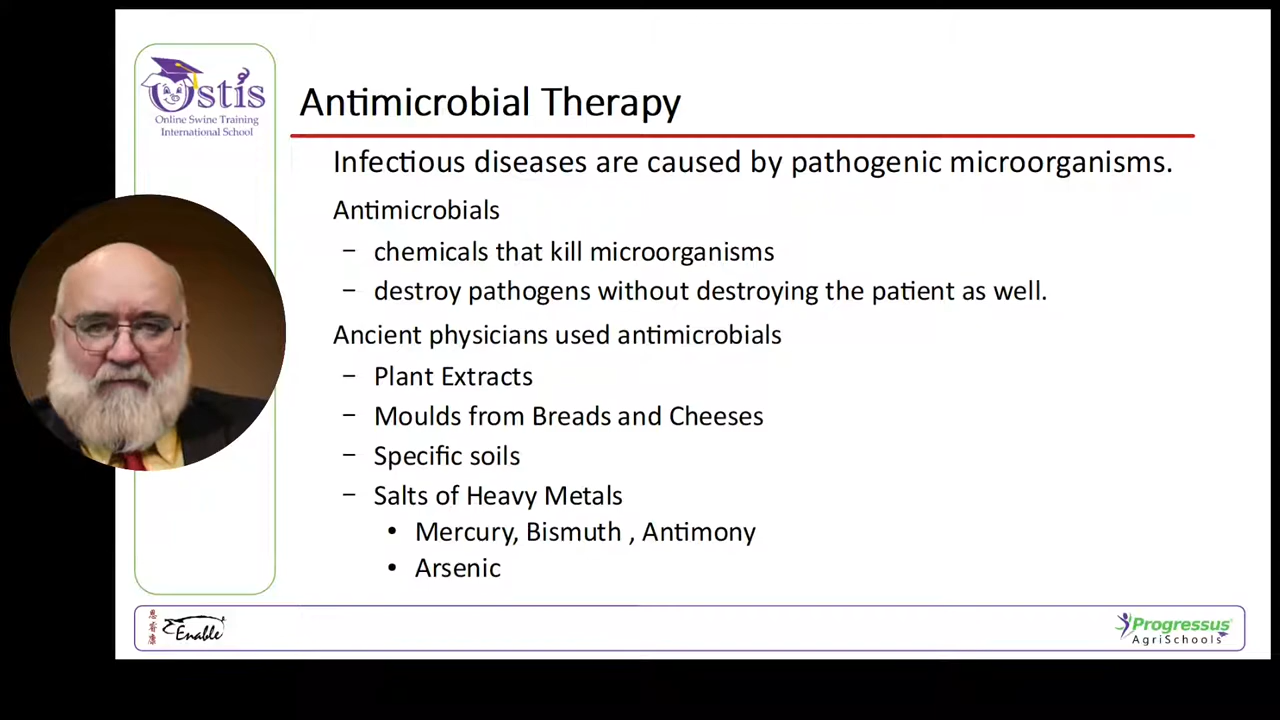 Ostis
Online Swine Training
International School
Antimicrobial Therapy
Infectious diseases are caused by pathogenic microorganisms.
Antimicrobials
– chemicals that kill microorganisms
– destroy pathogens without destroying the patient as well.
Ancient physicians used antimicrobials
– Plant Extracts
– Moulds from Breads and Cheeses
– Specific soils
– Salts of Heavy Metals
• Mercury, Bismuth , Antimony
• Arsenic
Enable
Progressus
AgriSchools